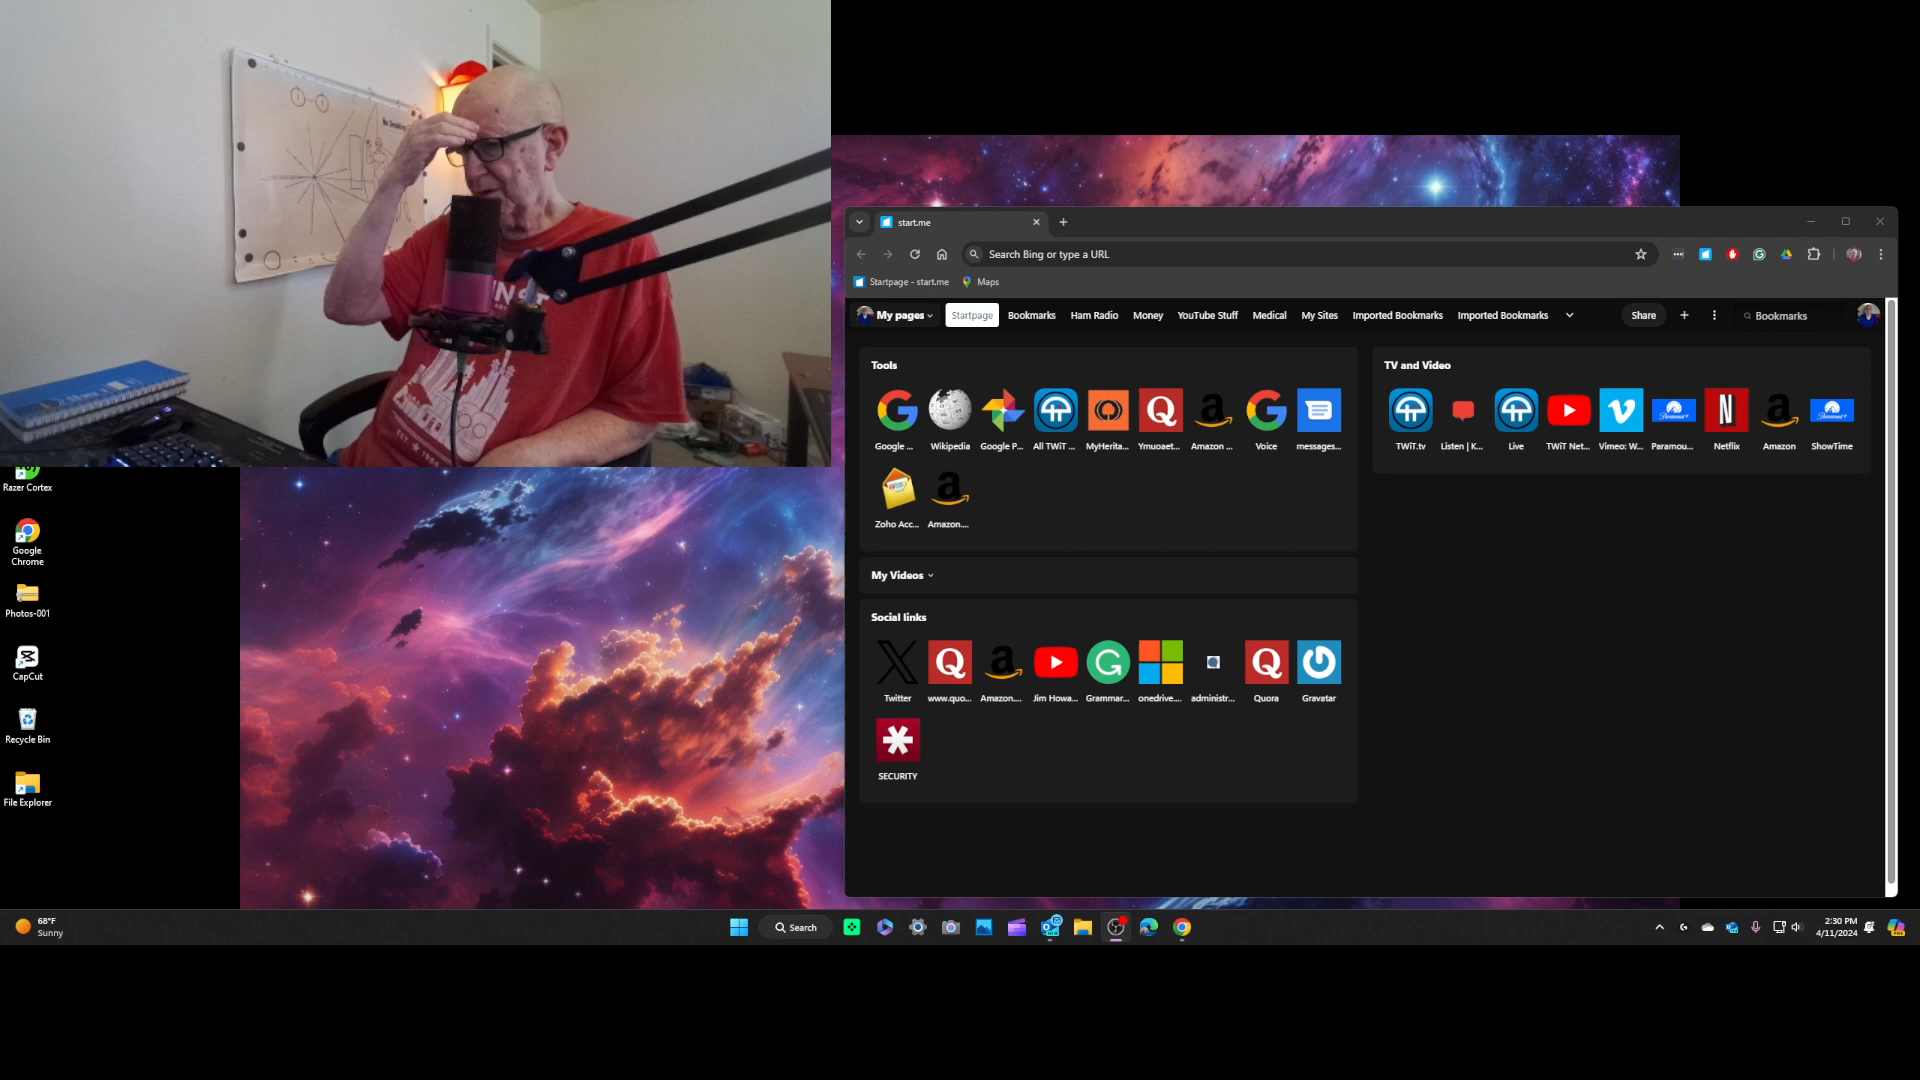 No Smoking
EST. ★ 1986
Razer Cortex
Google
Chrome
Photos-001
CapCut
Recycle Bin
File Explorer
start.me
Search Bing or type a URL
Startpage - start.me
Maps
My pages
Startpage
Bookmarks
Ham Radio
Money
YouTube Stuff
Medical
My Sites
Imported Bookmarks
Imported Bookmarks
Share
Bookmarks
Tools
Google ...
Wikipedia
Google P...
All TWiT ...
MyHerita...
Ymuoaet...
Amazon ...
Voice
messages...
Zoho Acc...
Amazon....
TV and Video
TWiT.tv
Listen | K...
Live
TWiT Net...
Vimeo: W...
Paramou...
Netflix
Amazon
ShowTime
My Videos
Social links
Twitter
www.quo...
Amazon....
Jim Howa...
Grammar...
onedrive....
administr...
Quora
Gravatar
SECURITY
68°F
Sunny
Search
2:30 PM
4/11/2024